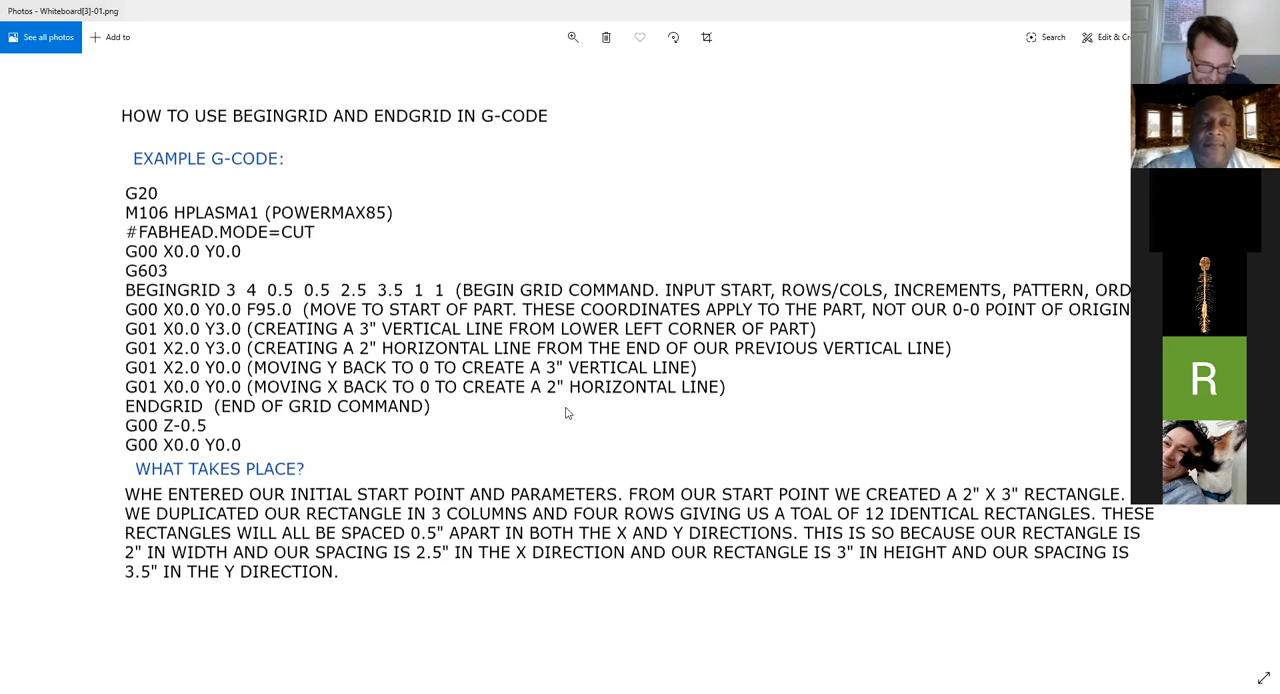 Photos - Whiteboard[3]-01.png
See all photos
Add to
Search
Edit & Cr
HOW TO USE BEGINGRID AND ENDGRID IN G-CODE
EXAMPLE G-CODE:
G20
M106 HPLASMA1 (POWERMAX85)
#FABHEAD.MODE=CUT
G00 X0.0 Y0.0
G603
BEGINGRID 3 4 0.5 0.5 2.5 3.5 1 1 (BEGIN GRID COMMAND. INPUT START, ROWS/COLS, INCREMENTS, PATTERN, ORD
G00 X0.0 Y0.0 F95.0 (MOVE TO START OF PART. THESE COORDINATES APPLY TO THE PART, NOT OUR 0-0 POINT OF ORIGIN
G01 X0.0 Y3.0 (CREATING A 3" VERTICAL LINE FROM LOWER LEFT CORNER OF PART)
G01 X2.0 Y3.0 (CREATING A 2" HORIZONTAL LINE FROM THE END OF OUR PREVIOUS VERTICAL LINE)
G01 X2.0 Y0.0 (MOVING Y BACK TO 0 TO CREATE A 3" VERTICAL LINE)
G01 X0.0 Y0.0 (MOVING X BACK TO 0 TO CREATE A 2" HORIZONTAL LINE)
ENDGRID (END OF GRID COMMAND)
G00 Z-0.5
G00 X0.0 Y0.0
WHAT TAKES PLACE?
WHE ENTERED OUR INITIAL START POINT AND PARAMETERS. FROM OUR START POINT WE CREATED A 2" X 3" RECTANGLE.
WE DUPLICATED OUR RECTANGLE IN 3 COLUMNS AND FOUR ROWS GIVING US A TOAL OF 12 IDENTICAL RECTANGLES. THESE
RECTANGLES WILL ALL BE SPACED 0.5" APART IN BOTH THE X AND Y DIRECTIONS. THIS IS SO BECAUSE OUR RECTANGLE IS
2" IN WIDTH AND OUR SPACING IS 2.5" IN THE X DIRECTION AND OUR RECTANGLE IS 3" IN HEIGHT AND OUR SPACING IS
3.5" IN THE Y DIRECTION.
R